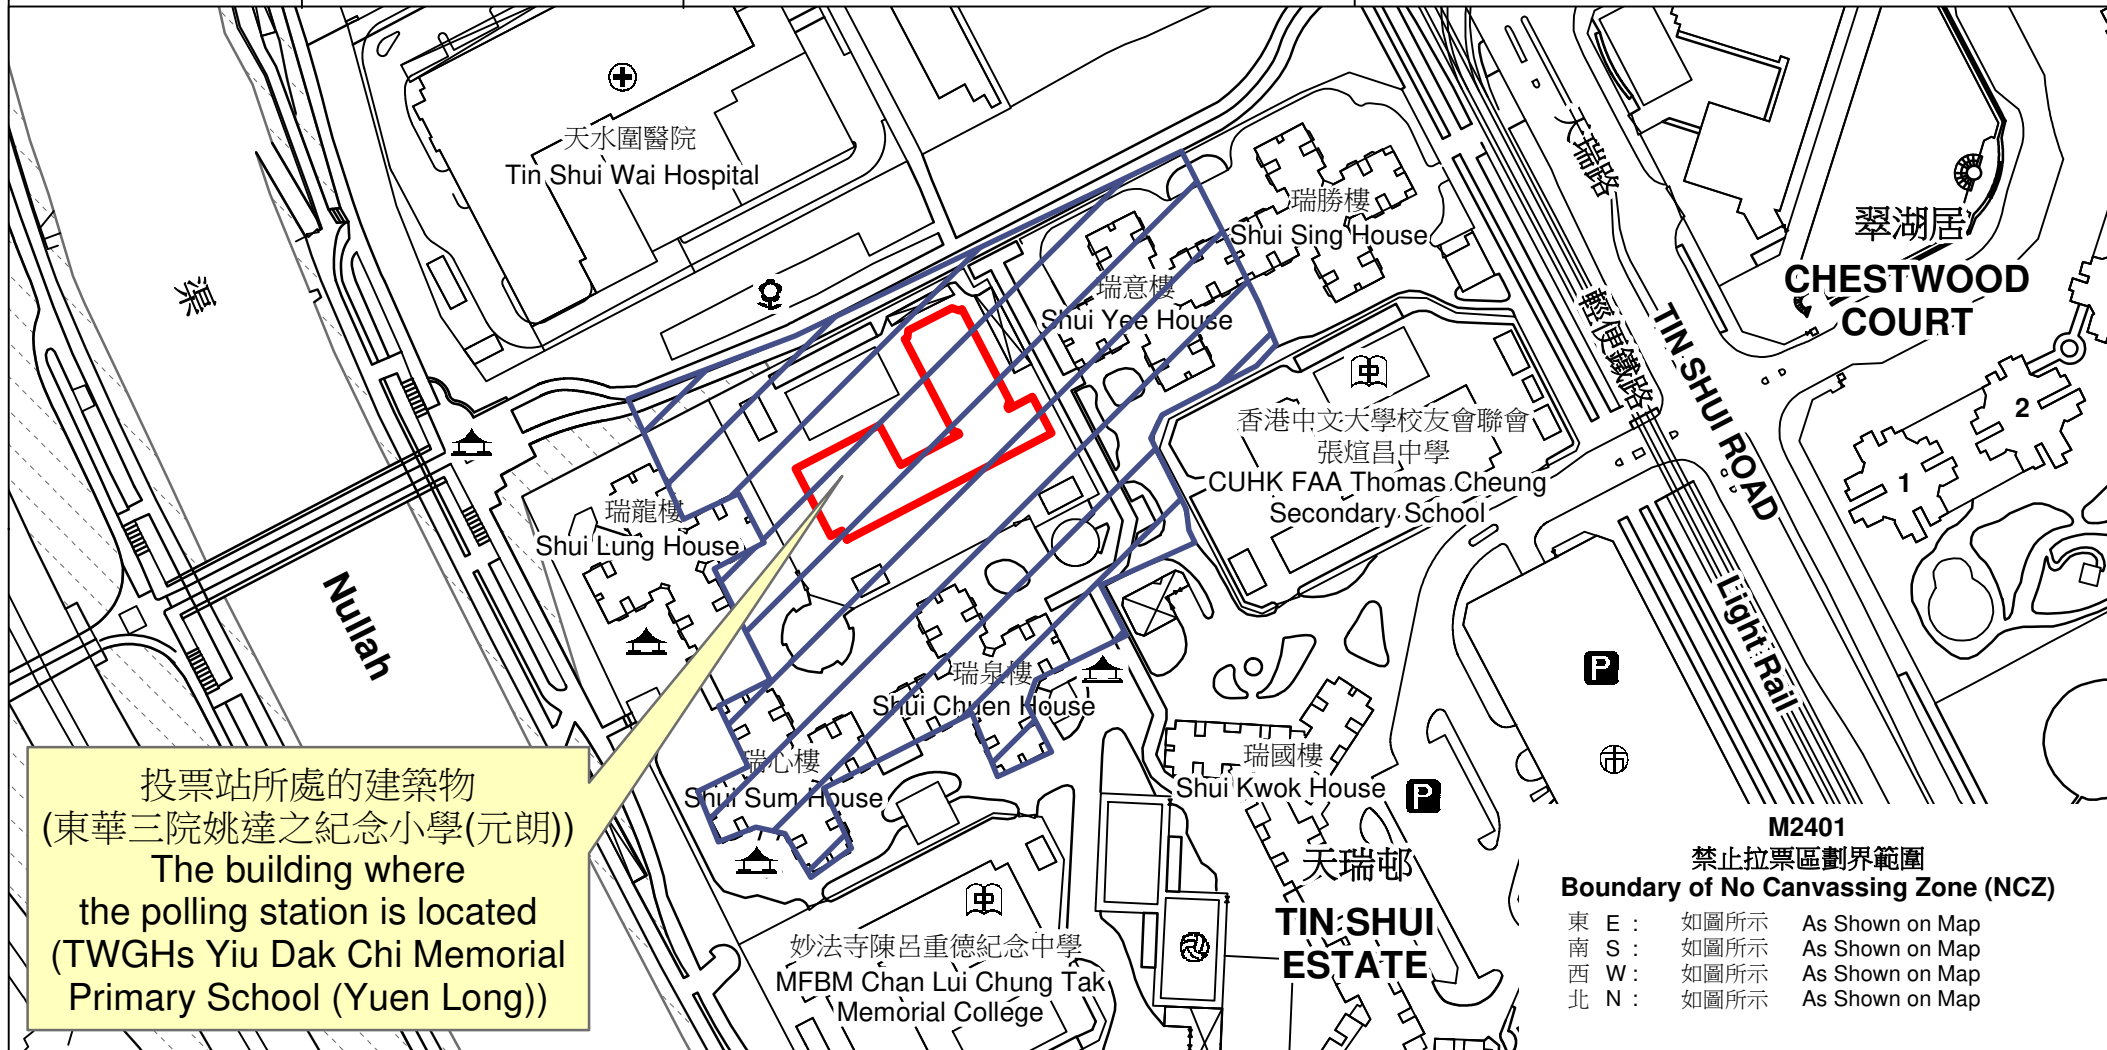 天水圍醫院
Tin Shui Wai Hospital
天瑞路
瑞勝樓
Shui Sing House
翠湖居
CHESTWOOD
COURT
渠
瑞意樓
Shui Yee House
輕便鐵路
TIN SHUI ROAD
中
香港中文大學校友會聯會
張煊昌中學
CUHK FAA Thomas Cheung
Secondary School
2
1
瑞龍樓
Shui Lung House
Nullah
Light Rail
瑞泉樓
Shui Chuen House
P
市
瑞心樓
Shui Sum House
瑞國樓
Shui Kwok House
P
投票站所處的建築物
(東華三院姚達之紀念小學(元朗))
The building where
the polling station is located
(TWGHs Yiu Dak Chi Memorial
Primary School (Yuen Long))
天瑞邨
TIN SHUI
ESTATE
中
妙法寺陳呂重德紀念中學
MFBM Chan Lui Chung Tak
Memorial College
M2401
禁止拉票區劃界範圍
Boundary of No Canvassing Zone (NCZ)
東 E : 如圖所示 As Shown on Map
南 S : 如圖所示 As Shown on Map
西 W : 如圖所示 As Shown on Map
北 N : 如圖所示 As Shown on Map